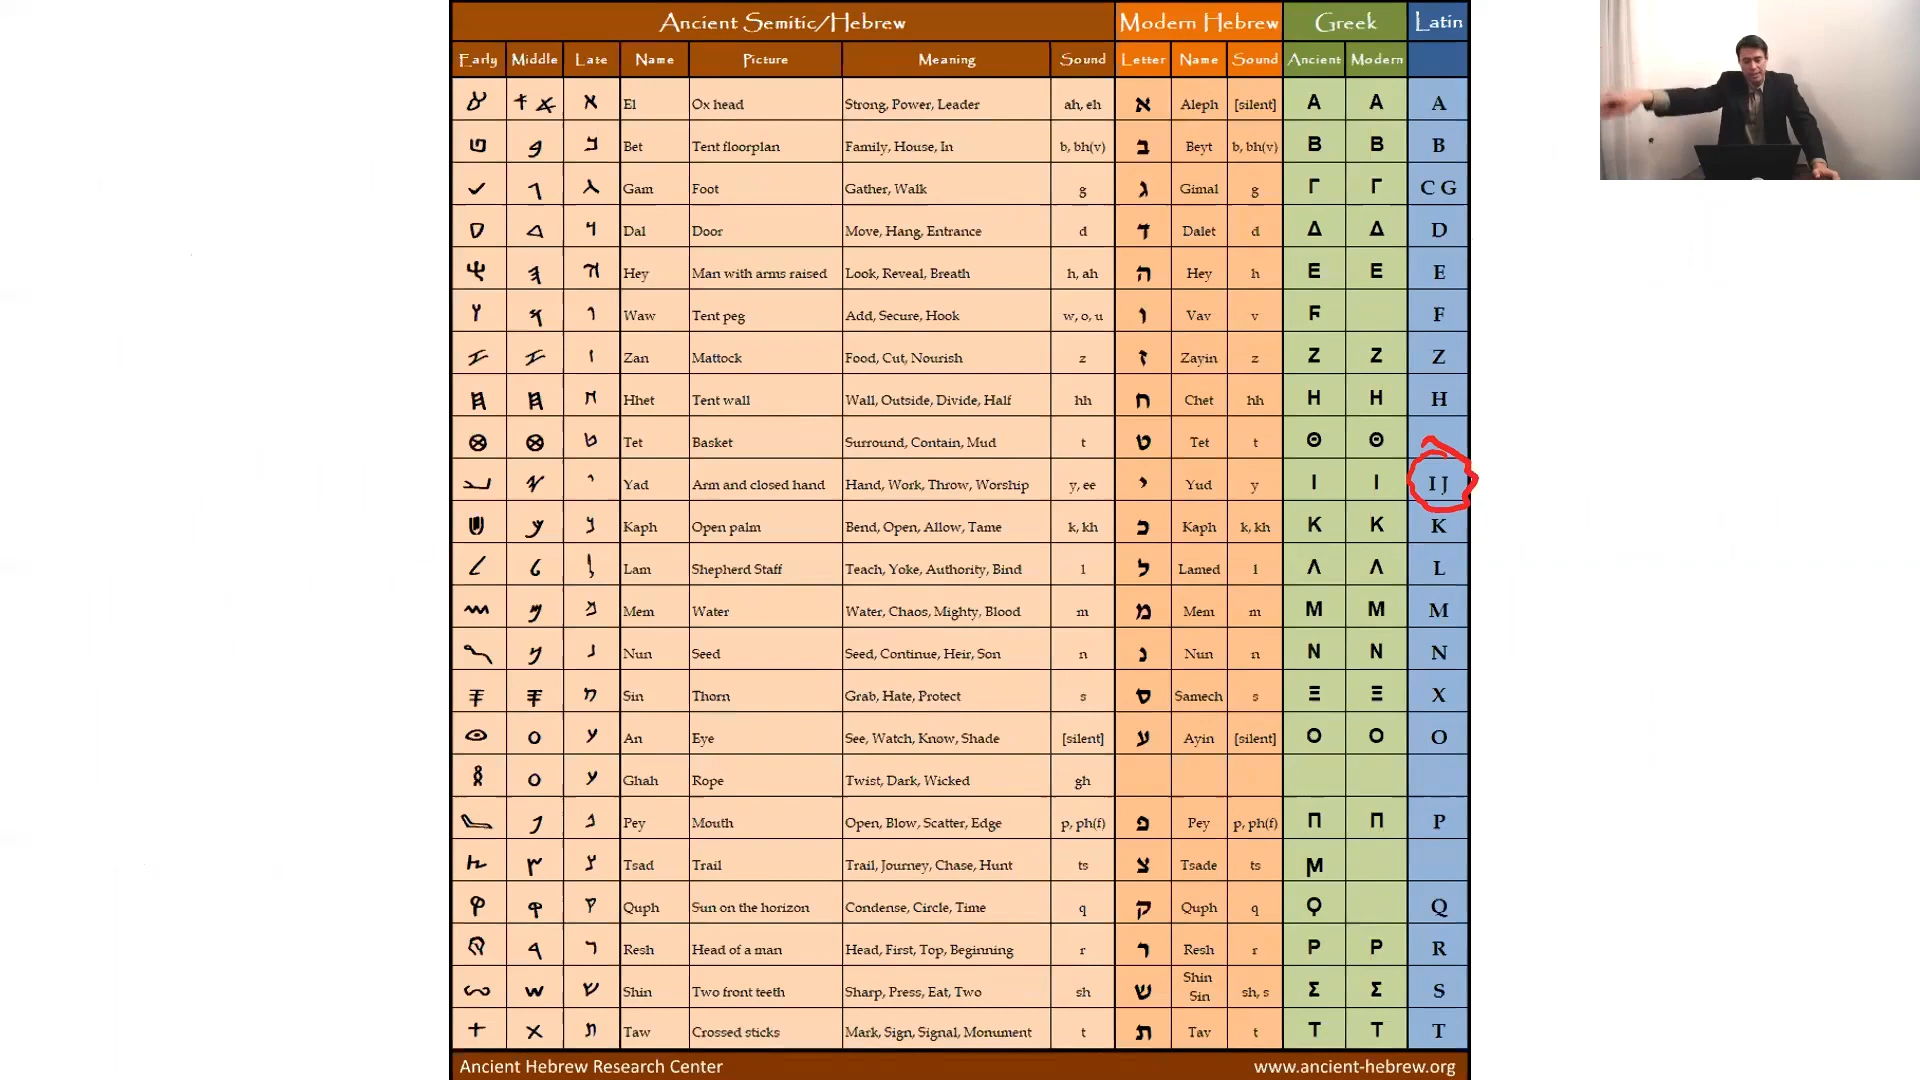 Ancient Semitic/Hebrew Modern Hebrew Greek Latin
Early Middle Late Name Picture Meaning Sound Letter Name Sound Ancient Modern
El Ox head Strong, Power, Leader ah, eh א Aleph [silent] Α Α A
Bet Tent floorplan Family, House, In b, bh(v) ב Beyt b, bh(v) Β Β B
Gam Foot Gather, Walk g ג Gimal g Γ Γ C G
Dal Door Move, Hang, Entrance d ד Dalet d Δ Δ D
Hey Man with arms raised Look, Reveal, Breath h, ah ה Hey h Ε Ε E
Waw Tent peg Add, Secure, Hook w, o, u ו Vav v F F
Zan Mattock Food, Cut, Nourish z ז Zayin z Ζ Ζ Z
Hhet Tent wall Wall, Outside, Divide, Half hh ח Chet hh Η Η H
Tet Basket Surround, Contain, Mud t ט Tet t Θ Θ
Yad Arm and closed hand Hand, Work, Throw, Worship y, ee י Yud y Ι Ι I J
Kaph Open palm Bend, Open, Allow, Tame k, kh כ Kaph k, kh Κ Κ K
Lam Shepherd Staff Teach, Yoke, Authority, Bind l ל Lamed l Λ Λ L
Mem Water Water, Chaos, Mighty, Blood m מ Mem m Μ Μ M
Nun Seed Seed, Continue, Heir, Son n נ Nun n Ν Ν N
Sin Thorn Grab, Hate, Protect s ס Samech s Ξ Ξ X
An Eye See, Watch, Know, Shade [silent] ע Ayin [silent] Ο Ο O
Ghah Rope Twist, Dark, Wicked gh
Pey Mouth Open, Blow, Scatter, Edge p, ph(f) פ Pey p, ph(f) Π Π P
Tsad Trail Trail, Journey, Chase, Hunt ts צ Tsade ts
Quph Sun on the horizon Condense, Circle, Time q ק Quph q Ϙ Q
Resh Head of a man Head, First, Top, Beginning r ר Resh r Ρ Ρ R
Shin Two front teeth Sharp, Press, Eat, Two sh ש Shin Sin sh, s Σ Σ S
Taw Crossed sticks Mark, Sign, Signal, Monument t ת Tav t Τ Τ T
Ancient Hebrew Research Center www.ancient-hebrew.org